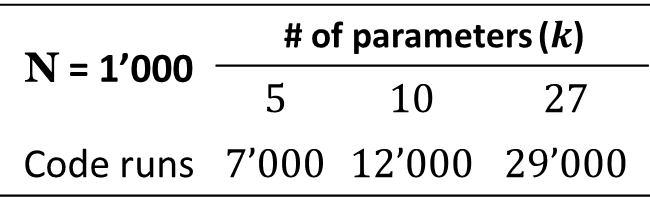 # of parameters (k)
N = 1’000
5 10 27
Code runs 7’000 12’000 29’000